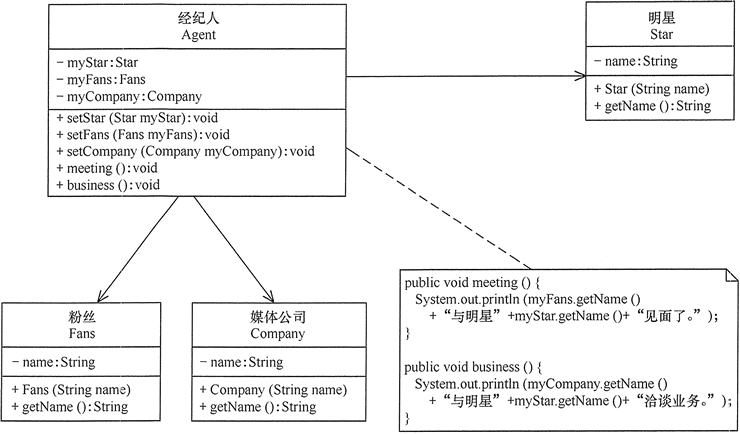 经纪人
Agent
- myStar:Star
- myFans:Fans
- myCompany:Company
+ setStar (Star myStar):void
+ setFans (Fans myFans):void
+ setCompany (Company myCompany):void
+ meeting ():void
+ business ():void
明星
Star
- name:String
+ Star (String name)
+ getName ():String
粉丝
Fans
- name:String
+ Fans (String name)
+ getName ():String
媒体公司
Company
- name:String
+ Company (String name)
+ getName ():String
public void meeting () {
System.out.println (myFans.getName ()
+ “与明星” +myStar.getName ()+ “见面了。”);
}
public void business () {
System.out.println (myCompany.getName ()
+ “与明星” +myStar.getName ()+ “洽谈业务。”);
}